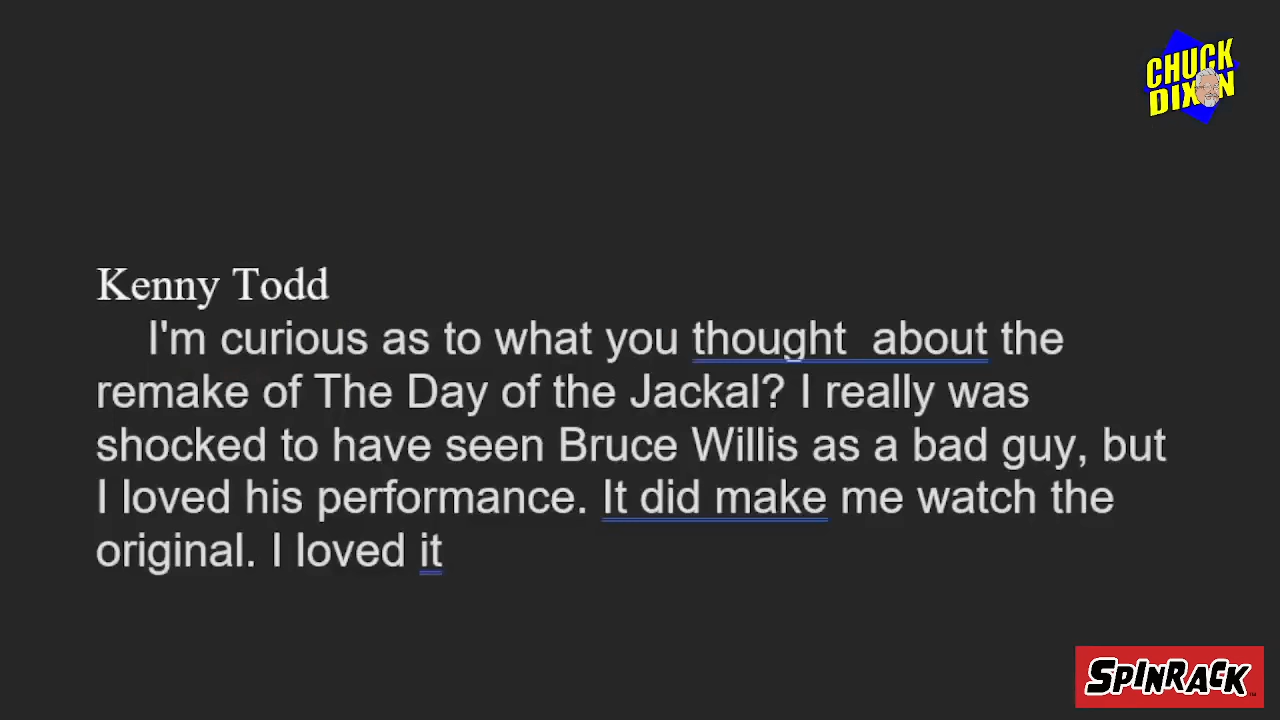 CHUCK
DIXON
Kenny Todd
I'm curious as to what you thought  about the
remake of The Day of the Jackal? I really was
shocked to have seen Bruce Willis as a bad guy, but
I loved his performance. It did make me watch the
original. I loved it
SPINRACK